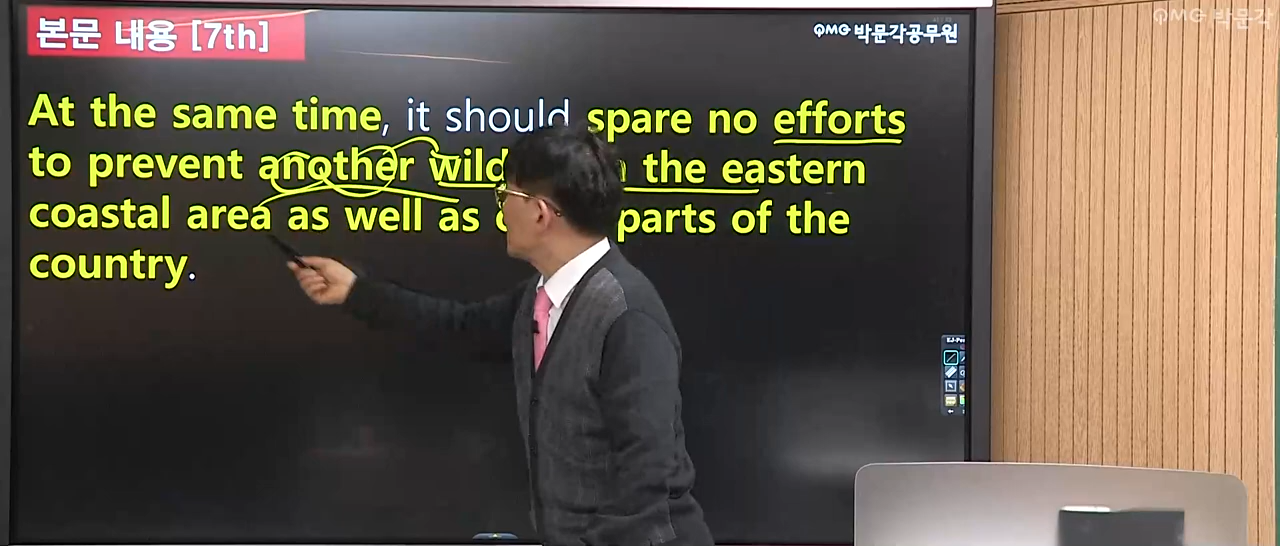 본문 내용 [7th]
QMG 박문각공무원
QMG 박문각
At the same time, it should spare no efforts
to prevent another wild the eastern
coastal area as well as parts of the
country.